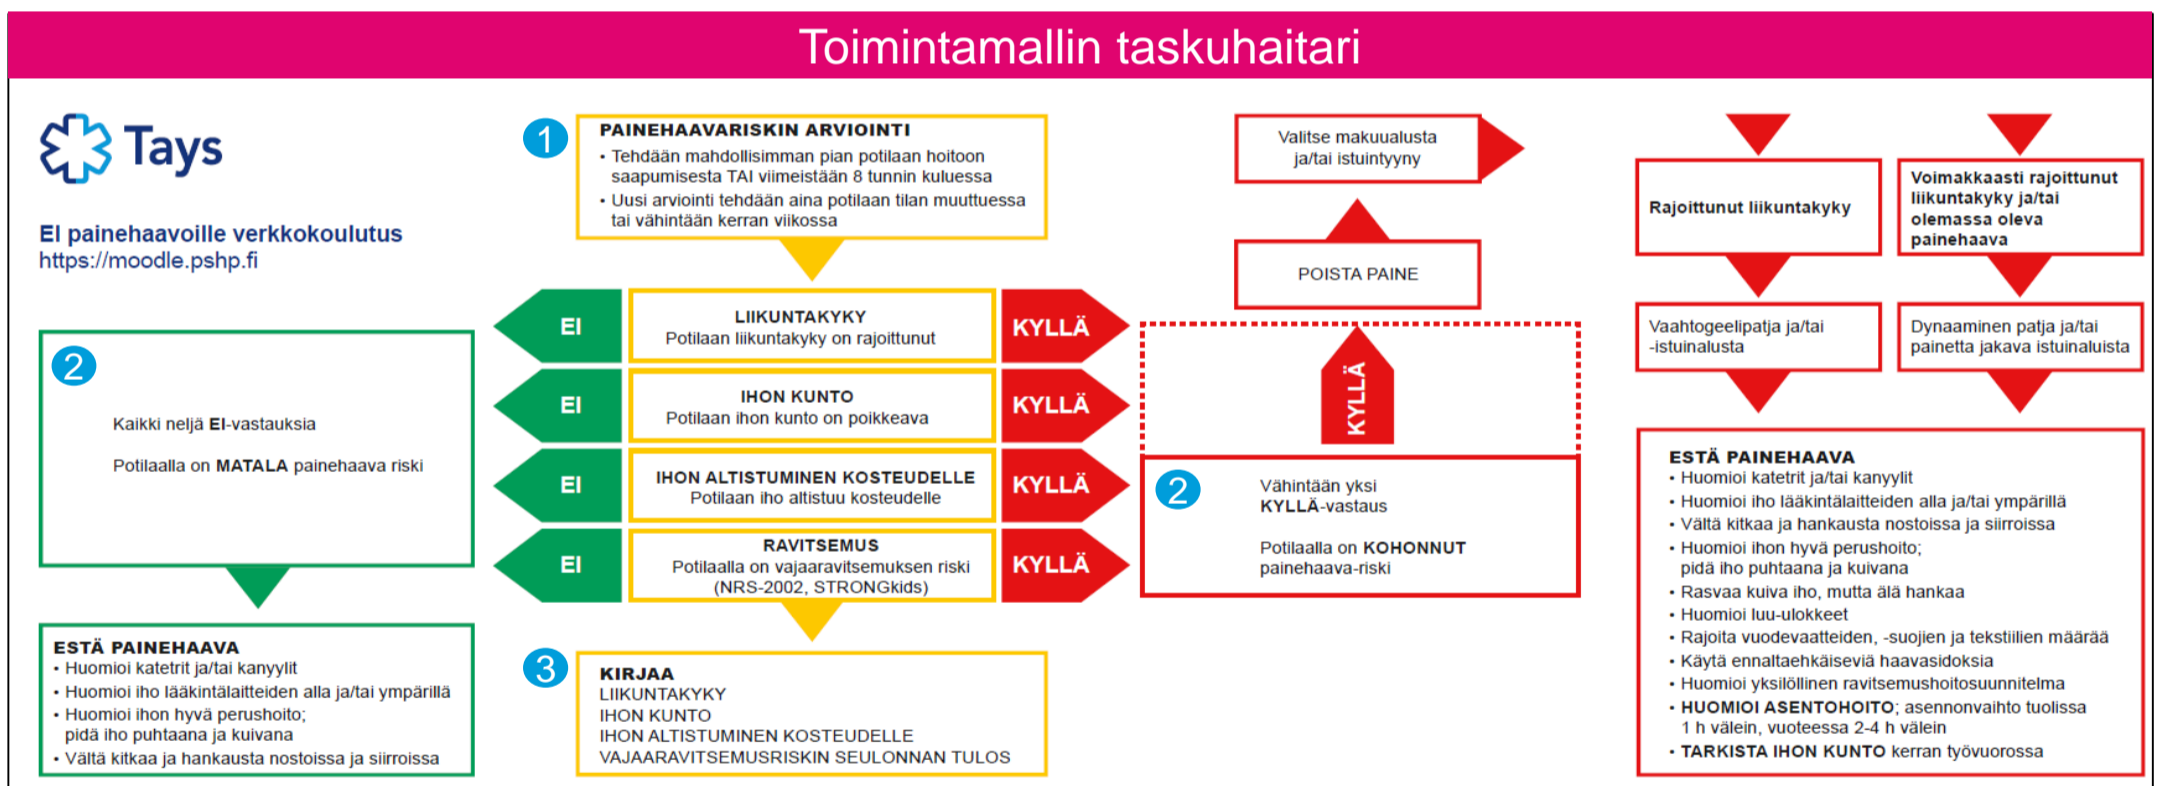 Toimintamallin taskuhaitari
Tays
EI painehaavoille verkkokoulutus
https://moodle.pshp.fi
1
PAINEHAAVARISKIN ARVIOINTI
• Tehdään mahdollisimman pian potilaan hoitoon
saapumisesta TAI viimeistään 8 tunnin kuluessa
• Uusi arviointi tehdään aina potilaan tilan muuttuessa
tai vähintään kerran viikossa
EI
LIIKUNTAKYKY
Potilaan liikuntakyky on rajoittunut
KYLLÄ
EI
IHON KUNTO
Potilaan ihon kunto on poikkeava
KYLLÄ
EI
IHON ALTISTUMINEN KOSTEUDELLE
Potilaan iho altistuu kosteudelle
KYLLÄ
EI
RAVITSEMUS
Potilaalla on vajaaravitsemuksen riski
(NRS-2002, STRONGkids)
KYLLÄ
2
Kaikki neljä EI-vastauksia
Potilaalla on MATALA painehaava riski
ESTÄ PAINEHAAVA
• Huomioi katetrit ja/tai kanyylit
• Huomioi iho lääkintälaitteiden alla ja/tai ympärillä
• Huomioi ihon hyvä perushoito;
pidä iho puhtaana ja kuivana
• Vältä kitkaa ja hankausta nostoissa ja siirroissa
3
KIRJAA
LIIKUNTAKYKY
IHON KUNTO
IHON ALTISTUMINEN KOSTEUDELLE
VAJAARAVITSEMUSRISKIN SEULONNAN TULOS
2
Vähintään yksi
KYLLÄ-vastaus
Potilaalla on KOHONNUT
painehaava-riski
KYLLÄ
POISTA PAINE
Valitse makuualusta
ja/tai istuintyyny
Rajoittunut liikuntakyky
Vaahtogeelipatja ja/tai
-istuinalusta
Voimakkaasti rajoittunut
liikuntakyky ja/tai
olemassa oleva
painehaava
Dynaaminen patja ja/tai
painetta jakava istuinaluista
ESTÄ PAINEHAAVA
• Huomioi katetrit ja/tai kanyylit
• Huomioi iho lääkintälaitteiden alla ja/tai ympärillä
• Vältä kitkaa ja hankausta nostoissa ja siirroissa
• Huomioi ihon hyvä perushoito;
pidä iho puhtaana ja kuivana
• Rasvaa kuiva iho, mutta älä hankaa
• Huomioi luu-ulokkeet
• Rajoita vuodevaatteiden, -suojien ja tekstiilien määrää
• Käytä ennaltaehkäiseviä haavasidoksia
• Huomioi yksilöllinen ravitsemushoitosuunnitelma
• HUOMIOI ASENTOHOITO; asennonvaihto tuolissa
1 h välein, vuoteessa 2-4 h välein
• TARKISTA IHON KUNTO kerran työvuorossa